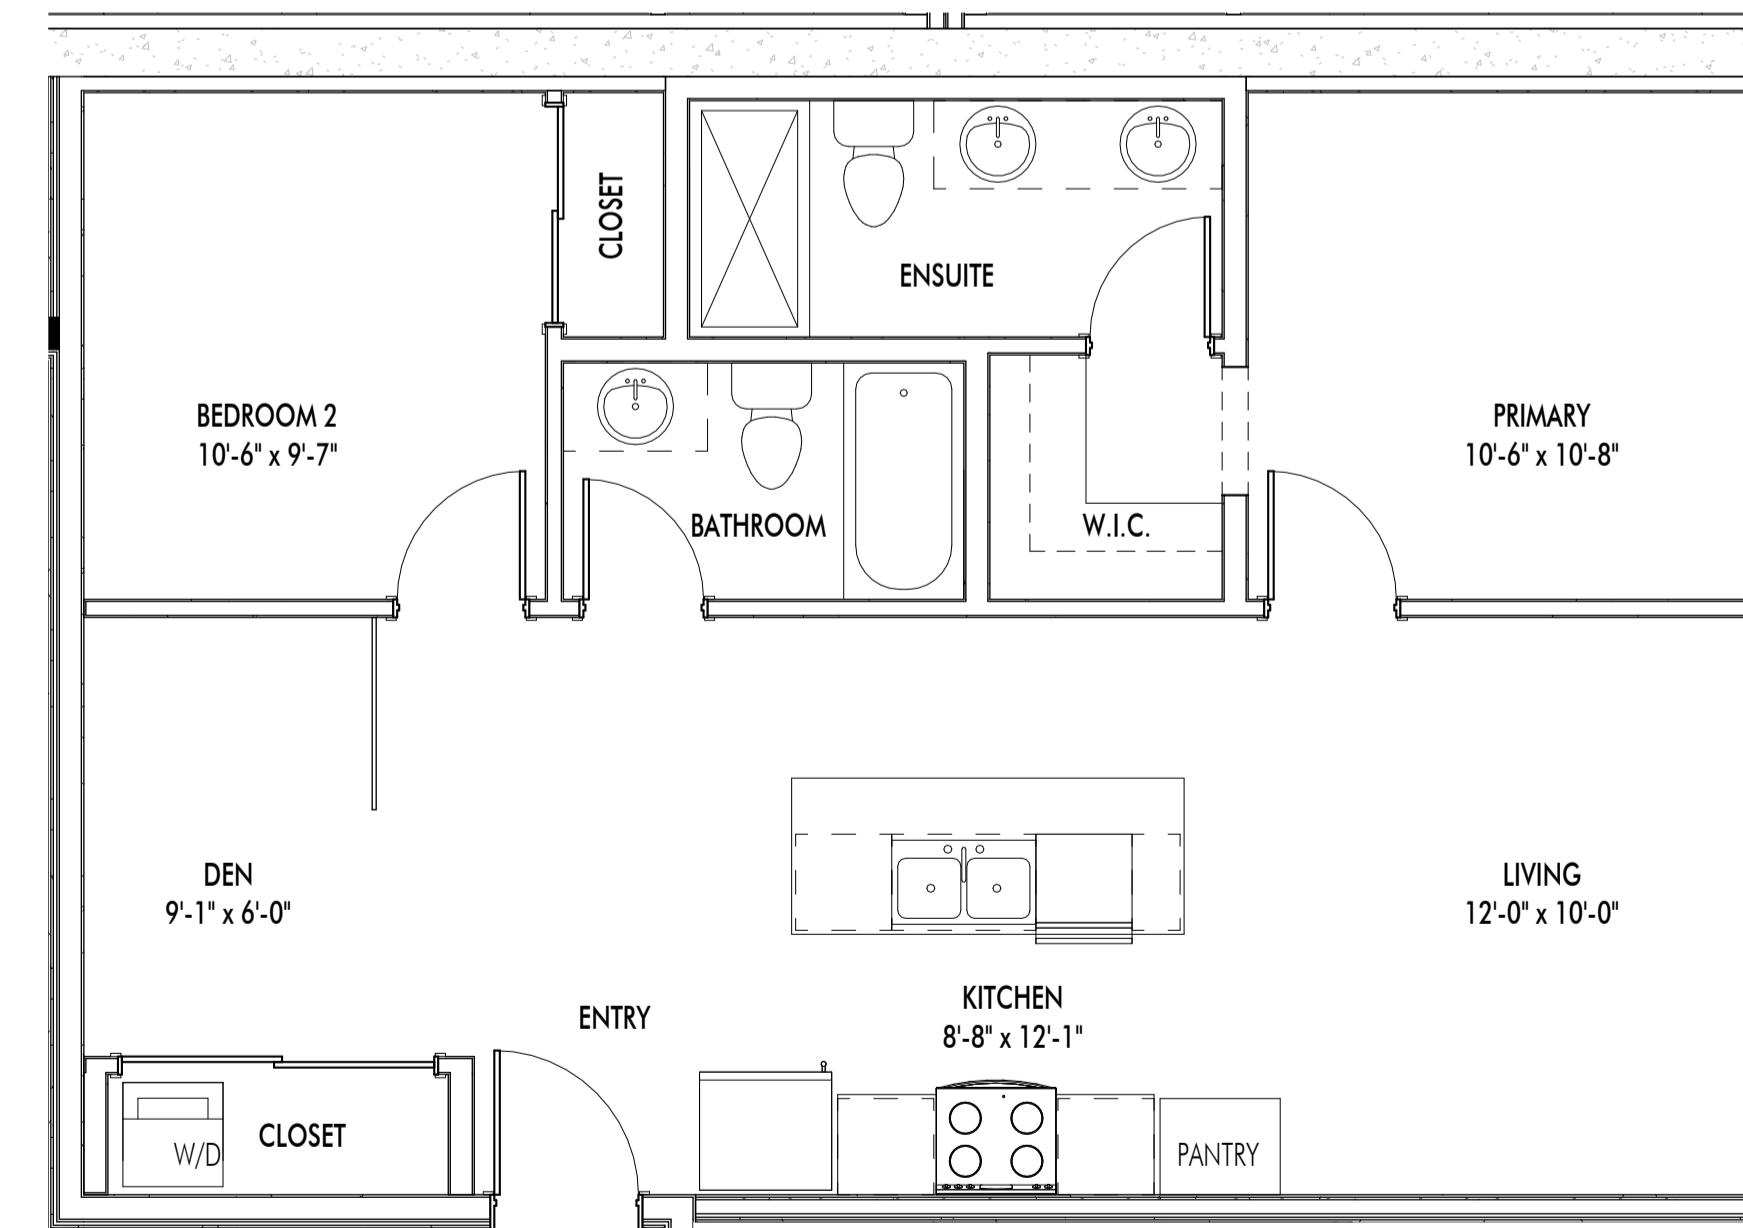 CLOSET
ENSUITE
BEDROOM 2
10'-6" x 9'-7"
PRIMARY
10'-6" x 10'-8"
BATHROOM
W.I.C.
DEN
9'-1" x 6'-0"
LIVING
12'-0" x 10'-0"
KITCHEN
8'-8" x 12'-1"
ENTRY
CLOSET
W/D
PANTRY